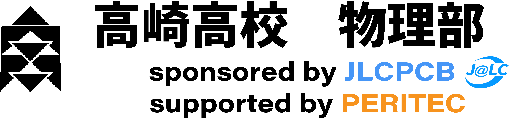 高崎高校　物理部
sponsored by JLCPCB J@LC
supported by PERITEC